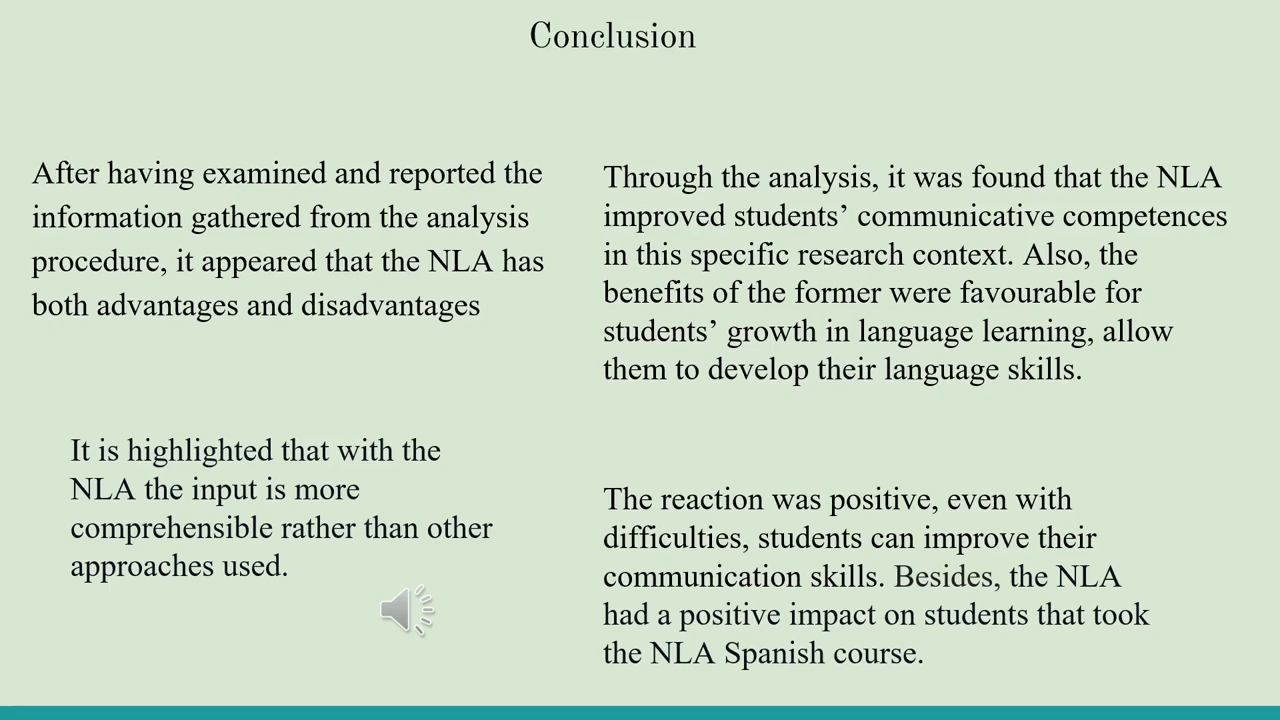 Conclusion
After having examined and reported the
information gathered from the analysis
procedure, it appeared that the NLA has
both advantages and disadvantages
It is highlighted that with the
NLA the input is more
comprehensible rather than other
approaches used.
Through the analysis, it was found that the NLA
improved students’ communicative competences
in this specific research context. Also, the
benefits of the former were favourable for
students’ growth in language learning, allow
them to develop their language skills.
The reaction was positive, even with
difficulties, students can improve their
communication skills. Besides, the NLA
had a positive impact on students that took
the NLA Spanish course.